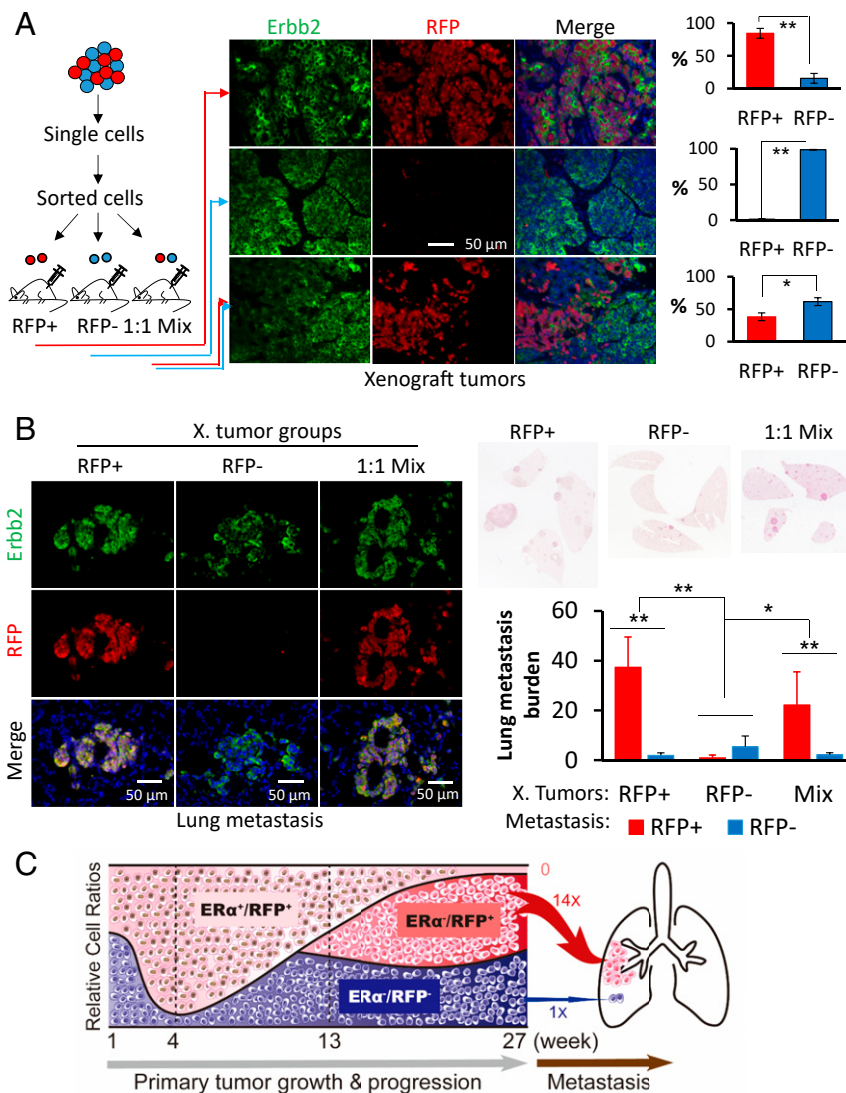 A
Erbb2
RFP
Merge
Single cells
Sorted cells
RFP+
RFP-
1:1 Mix
50 µm
Xenograft tumors
%
100
50
0
**
RFP+
RFP-
%
100
50
0
**
RFP+
RFP-
%
100
50
0
*
RFP+
RFP-
B
X. tumor groups
RFP+
RFP-
1:1 Mix
Erbb2
RFP
Merge
50 µm
50 µm
50 µm
Lung metastasis
RFP+
RFP-
1:1 Mix
Lung metastasis
burden
60
40
20
0
**
**
*
**
X. Tumors: RFP+ RFP- Mix
Metastasis: RFP+ RFP-
C
Relative Cell Ratios
ERα⁺/RFP⁺
ERα⁻/RFP⁺
ERα⁻/RFP⁻
0
14x
1x
1 4 13 27 (week)
Primary tumor growth & progression
Metastasis